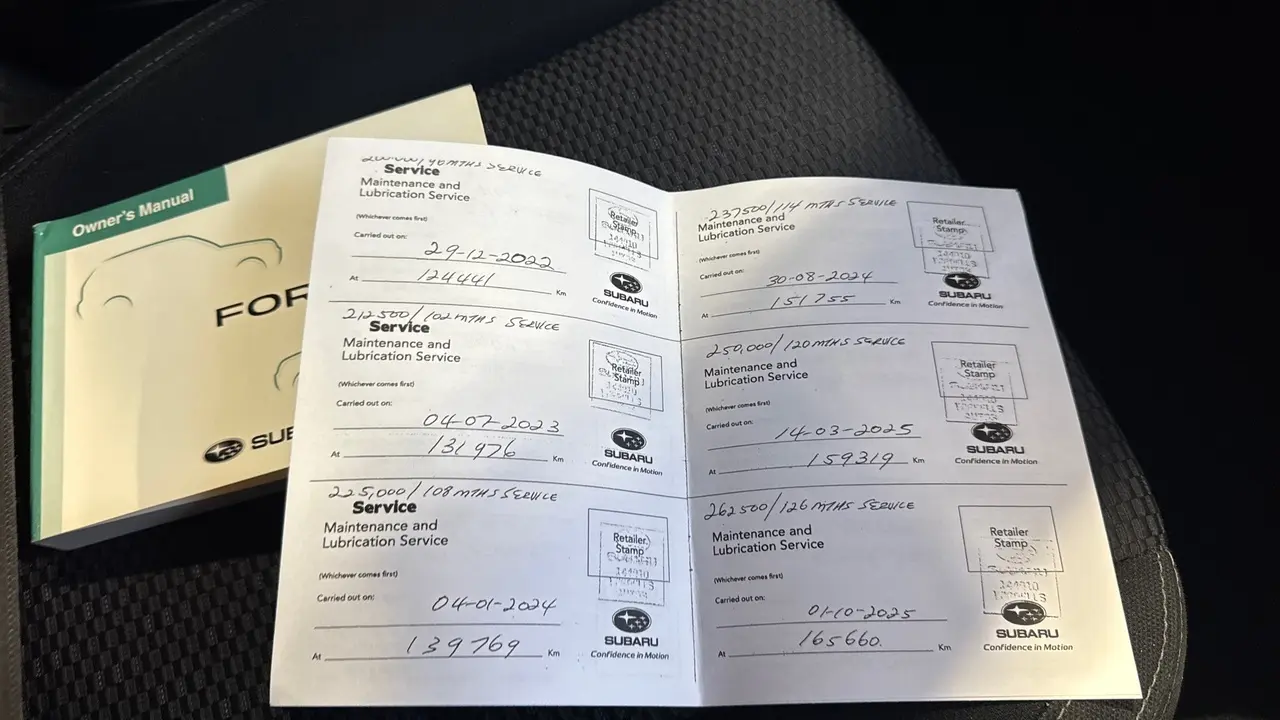 Owner's Manual
FOR
SUB
MTHS SERVICE
Service
Maintenance and
Lubrication Service
(Whichever comes first)
Carried out on:
29-12-2022
At 124441 Km
Retailer
Stamp
SUBARU
Confidence in Motion
212500/102 MTHS SERVICE
Service
Maintenance and
Lubrication Service
(Whichever comes first)
Carried out on:
04-07-2023
At 131976 Km
Retailer
Stamp
SUBARU
Confidence in Motion
225,000/108 MTHS SERVICE
Service
Maintenance and
Lubrication Service
(Whichever comes first)
Carried out on:
04-01-2024
At 139769 Km
Retailer
Stamp
SUBARU
Confidence in Motion
237500/114 MTHS SERVICE
Maintenance and
Lubrication Service
(Whichever comes first)
Carried out on:
30-08-2024
At 151755 Km
Retailer
Stamp
SUBARU
Confidence in Motion
250,000/120 MTHS SERVICE
Maintenance and
Lubrication Service
(Whichever comes first)
Carried out on:
14-03-2025
At 159319 Km
Retailer
Stamp
SUBARU
Confidence in Motion
262500/126 MTHS SERVICE
Maintenance and
Lubrication Service
(Whichever comes first)
Carried out on:
01-10-2025
At 165660. Km
Retailer
Stamp
SUBARU
Confidence in Motion